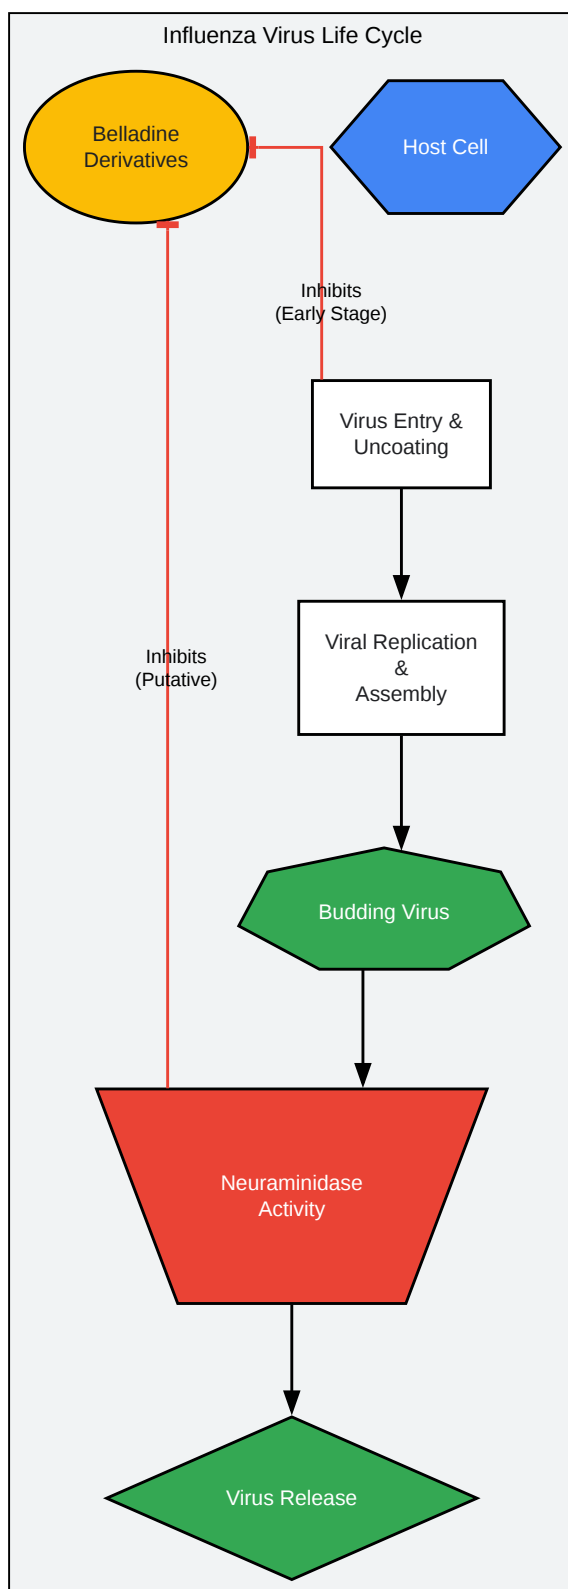 Influenza Virus Life Cycle
Belladine
Derivatives
Host Cell
Inhibits
(Early Stage)
Virus Entry &
Uncoating
Viral Replication
&
Assembly
Inhibits
(Putative)
Budding Virus
Neuraminidase
Activity
Virus Release